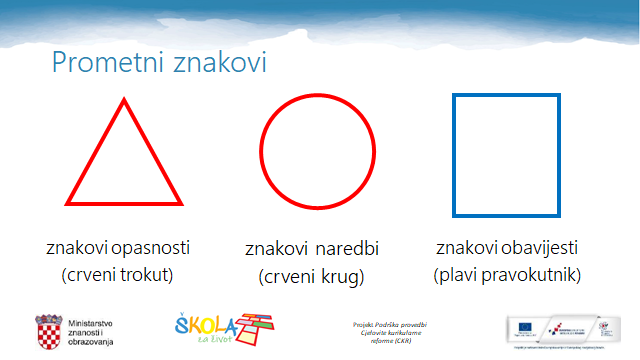 Prometni znakovi
znakovi opasnosti
(crveni trokut)
znakovi naredbi
(crveni krug)
znakovi obavijesti
(plavi pravokutnik)
Ministarstvo
znanosti i
obrazovanja
ŠKOLA
za život
Projekt Podrška provedbi
Cjelovite kurikularne
reforme (CKR)